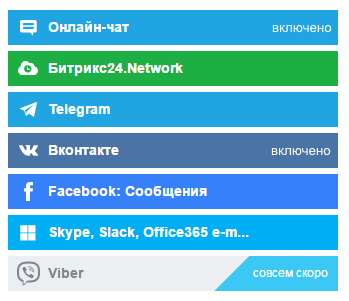 Онлайн-чат включено
Битрикс24.Network
Telegram
Вконтакте включено
Facebook: Сообщения
Skype, Slack, Office365 e-m...
Viber совсем скоро